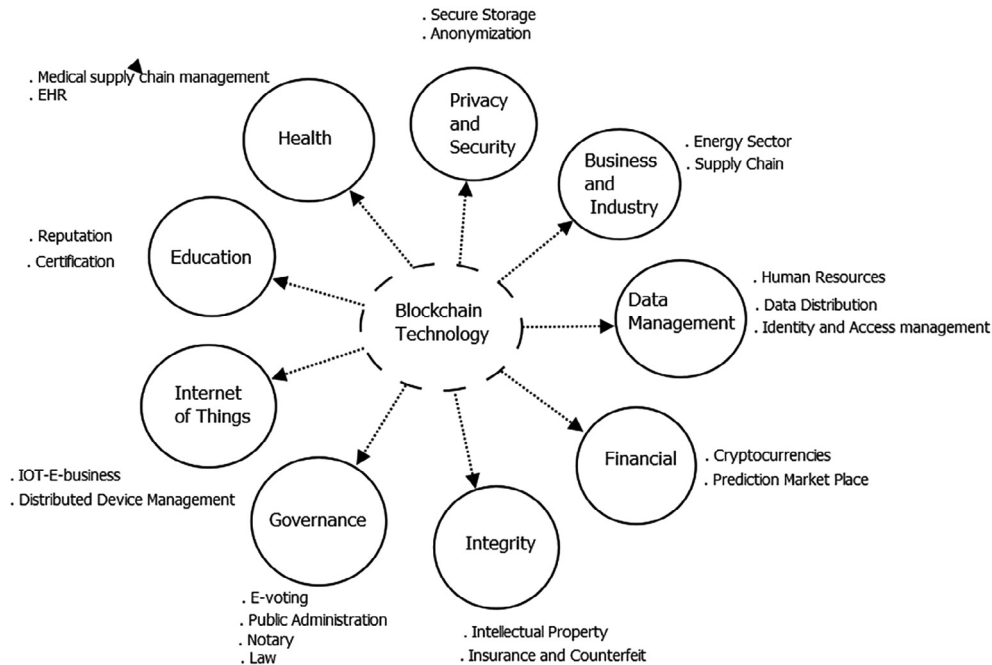 . Secure Storage
. Anonymization
. Medical supply chain management
. EHR
Privacy
and
Security
Health
. Energy Sector
. Supply Chain
Business
and
Industry
. Reputation
. Certification
Education
. Human Resources
. Data Distribution
. Identity and Access management
Data
Management
Blockchain
Technology
Internet
of Things
. IOT-E-business
. Distributed Device Management
Financial
. Cryptocurrencies
. Prediction Market Place
Governance
. E-voting
. Public Administration
. Notary
. Law
Integrity
. Intellectual Property
. Insurance and Counterfeit